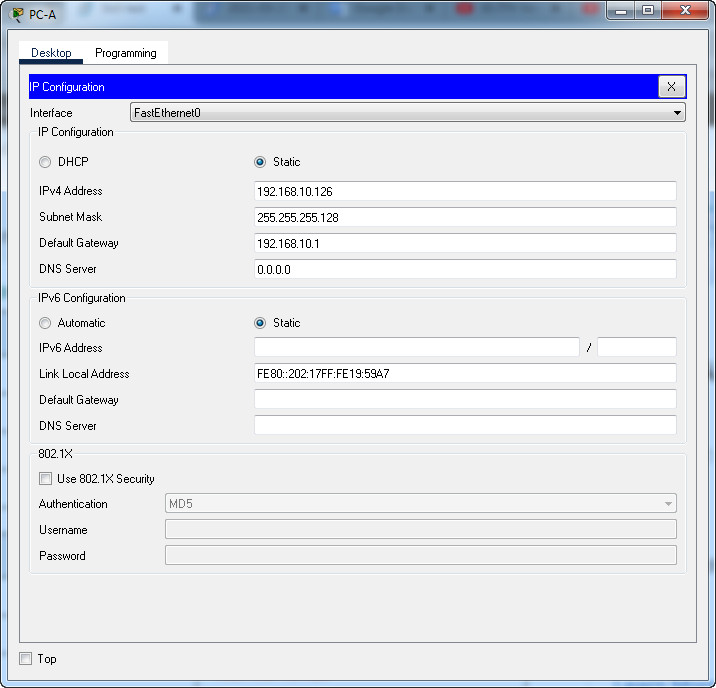 PC-A
Desktop Programming
IP Configuration X
Interface FastEthernet0
IP Configuration
DHCP Static
IPv4 Address 192.168.10.126
Subnet Mask 255.255.255.128
Default Gateway 192.168.10.1
DNS Server 0.0.0.0
IPv6 Configuration
Automatic Static
IPv6 Address /
Link Local Address FE80::202:17FF:FE19:59A7
Default Gateway
DNS Server
802.1X
Use 802.1X Security
Authentication MD5
Username
Password
Top